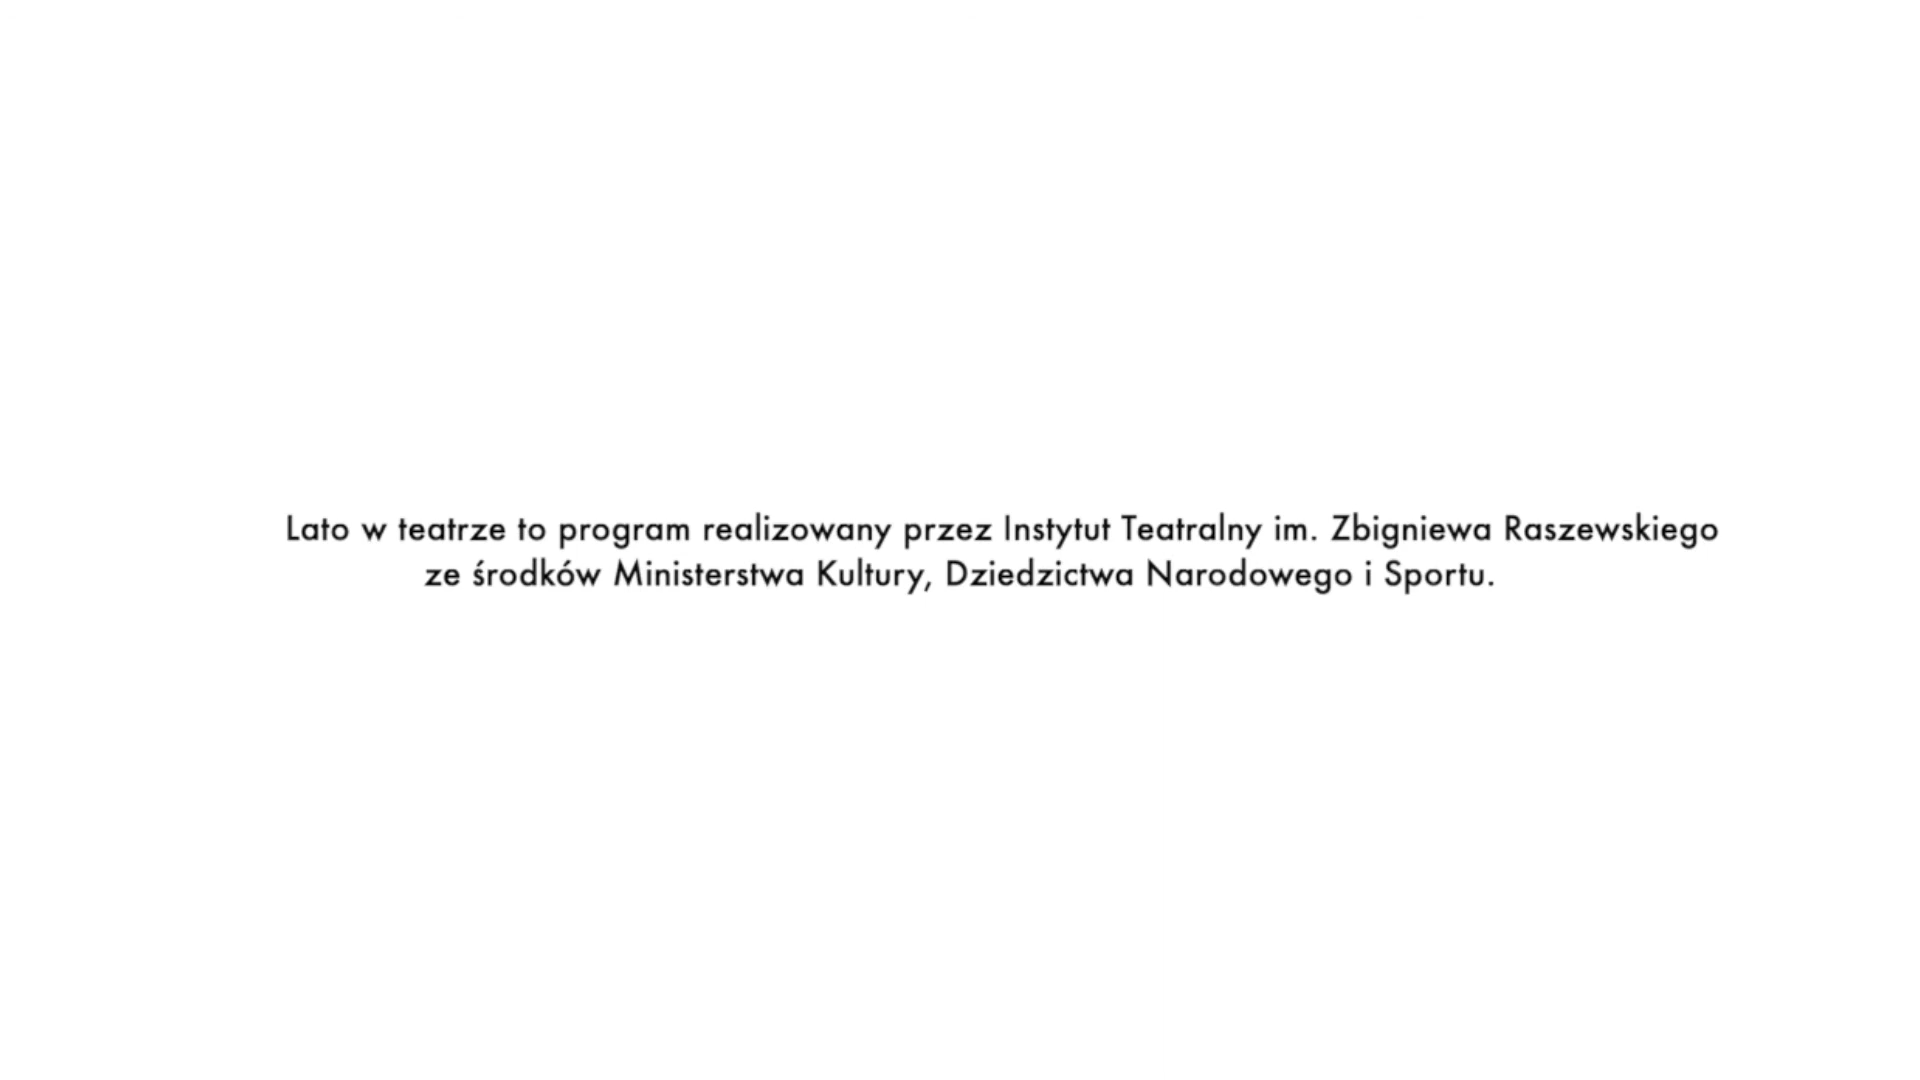 Lato w teatrze to program realizowany przez Instytut Teatralny im. Zbigniewa Raszewskiego
ze środków Ministerstwa Kultury, Dziedzictwa Narodowego i Sportu.